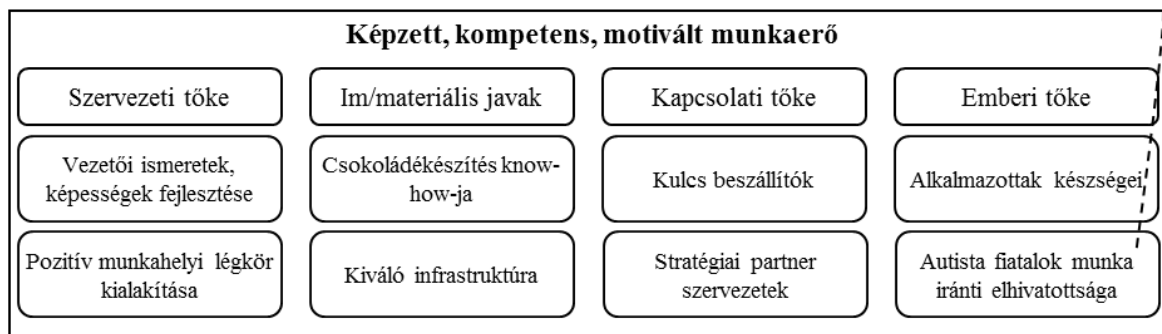 Képzett, kompetens, motivált munkaerő
Szervezeti tőke
Im/materiális javak
Kapcsolati tőke
Emberi tőke
Vezetői ismeretek,
képességek fejlesztése
Csokoládékészítés know-
how-ja
Kulcs beszállítók
Alkalmazottak készségei
Pozitív munkahelyi légkör
kialakítása
Kiváló infrastruktúra
Stratégiai partner
szervezetek
Autista fiatalok munka
iránti elhivatottsága